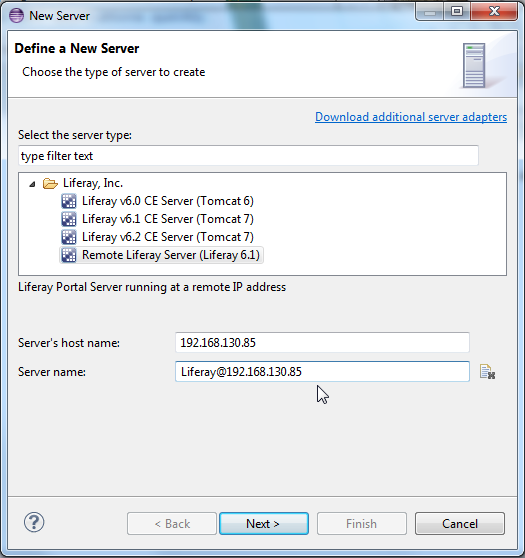 New Server
Define a New Server
Choose the type of server to create
Download additional server adapters
Select the server type:
type filter text
Liferay, Inc.
Liferay v6.0 CE Server (Tomcat 6)
Liferay v6.1 CE Server (Tomcat 7)
Liferay v6.2 CE Server (Tomcat 7)
Remote Liferay Server (Liferay 6.1)
Liferay Portal Server running at a remote IP address
Server's host name: 192.168.130.85
Server name: Liferay@192.168.130.85
? < Back Next > Finish Cancel